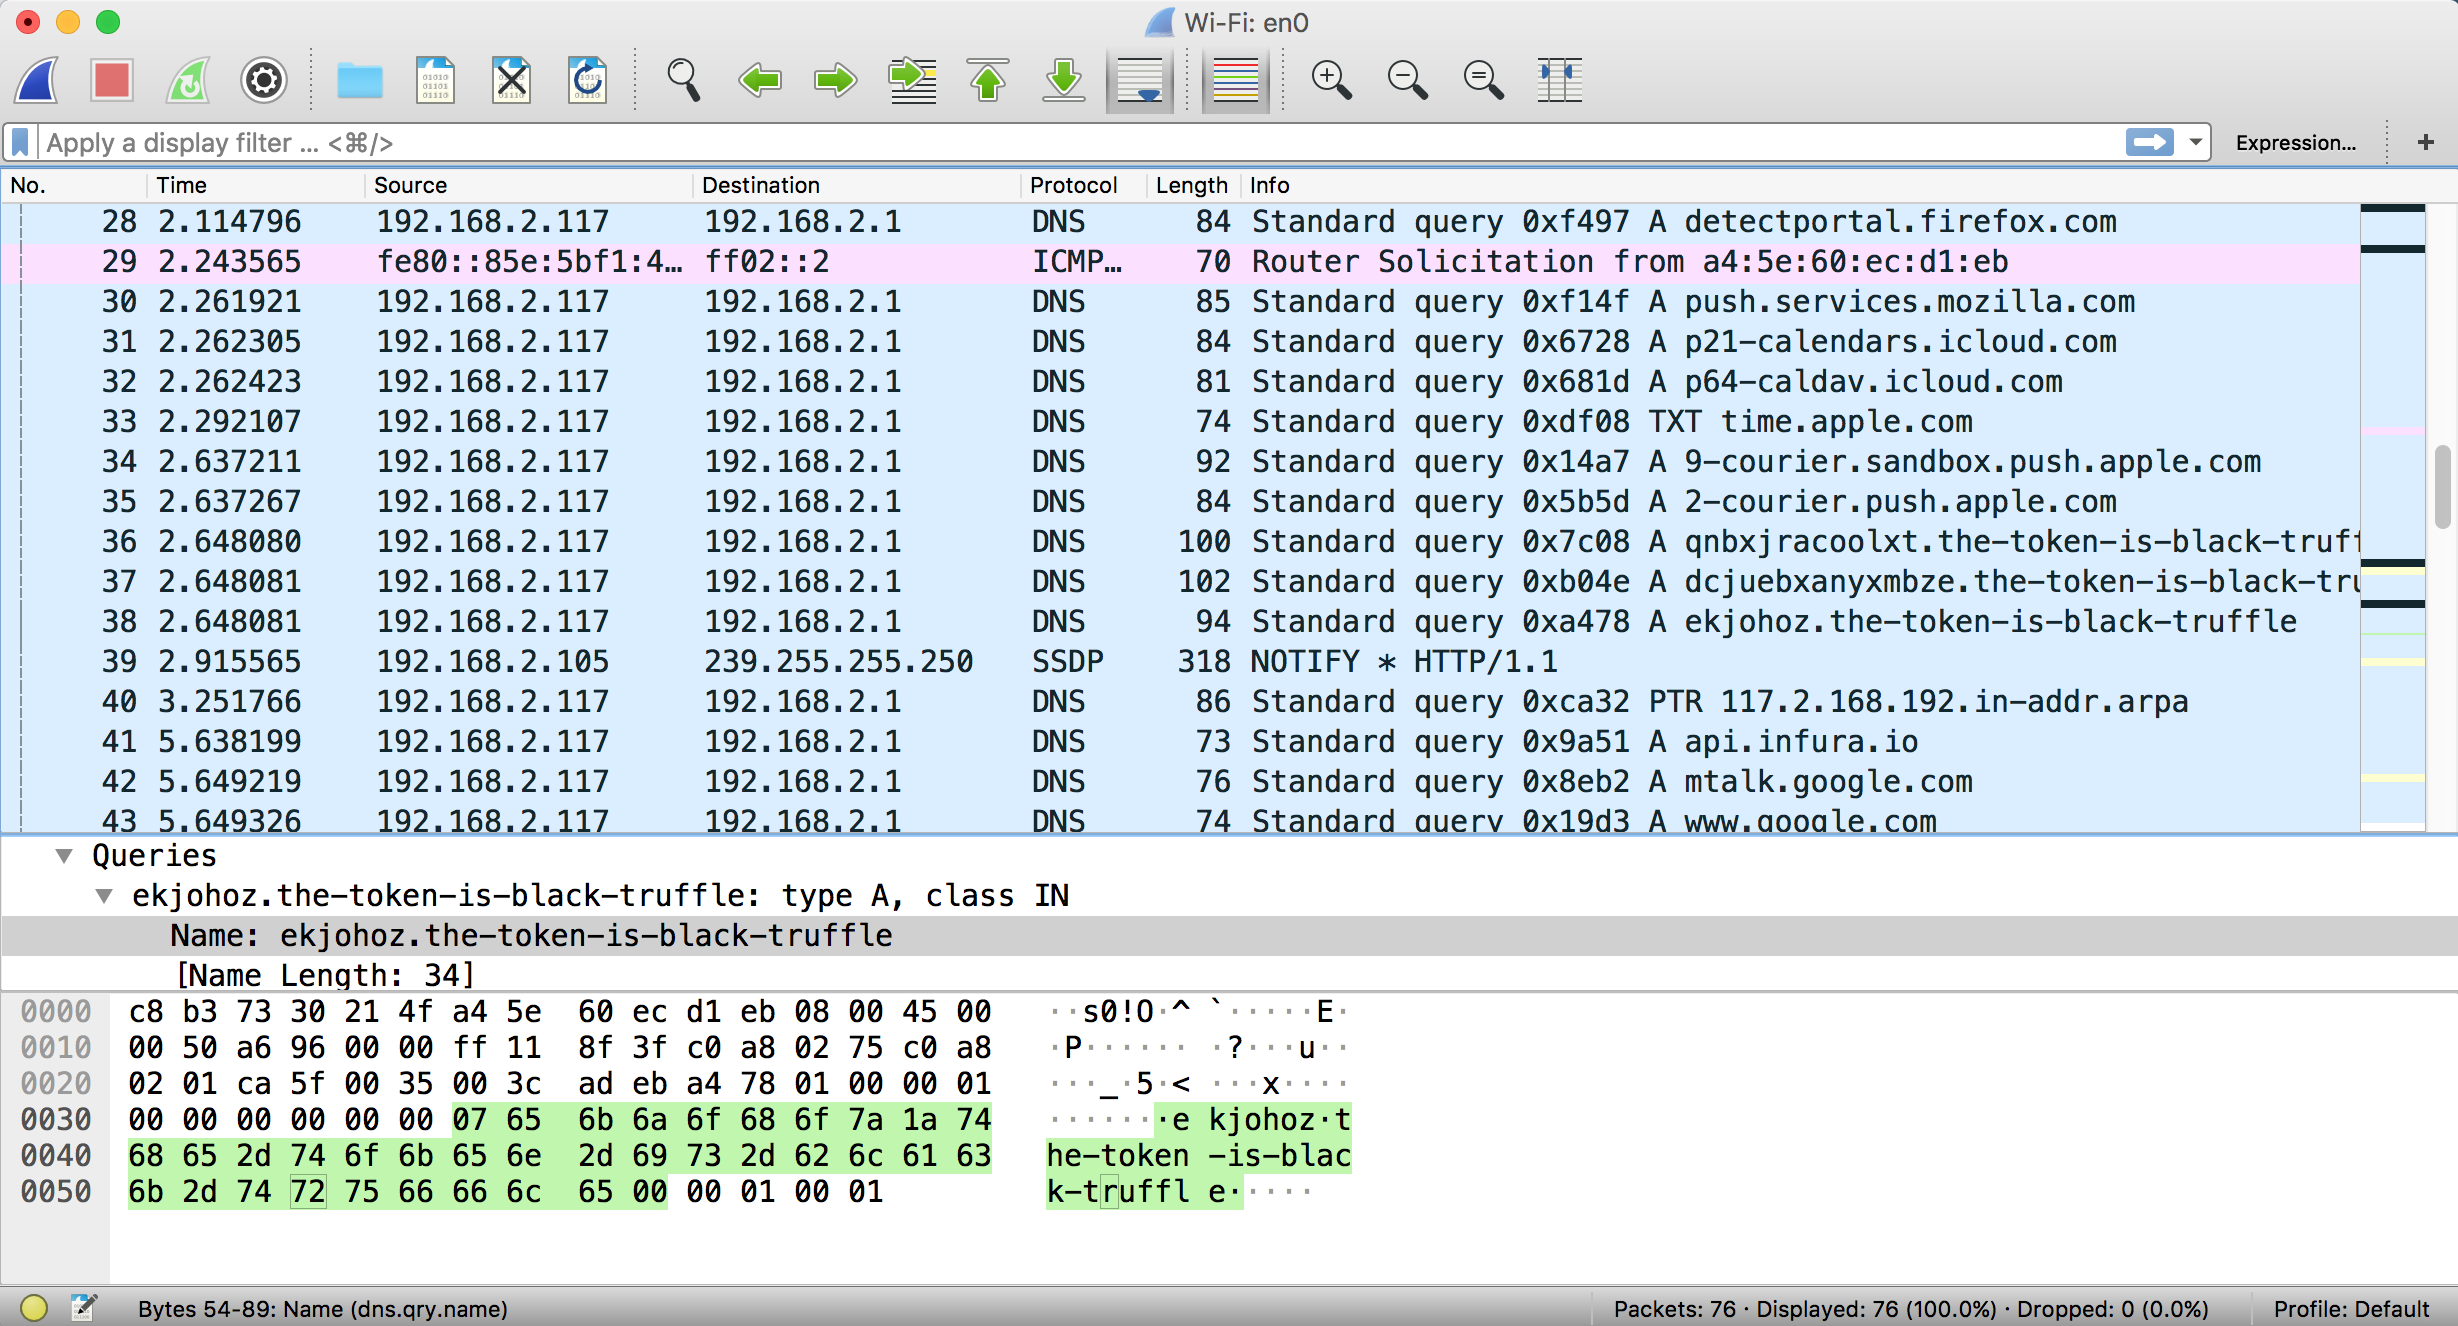 Wi-Fi: en0
Apply a display filter ... <⌘/>
Expression... +
No. Time Source Destination Protocol Length Info
28 2.114796 192.168.2.117 192.168.2.1 DNS 84 Standard query 0xf497 A detectportal.firefox.com
29 2.243565 fe80::85e:5bf1:4… ff02::2 ICMP… 70 Router Solicitation from a4:5e:60:ec:d1:eb
30 2.261921 192.168.2.117 192.168.2.1 DNS 85 Standard query 0xf14f A push.services.mozilla.com
31 2.262305 192.168.2.117 192.168.2.1 DNS 84 Standard query 0x6728 A p21-calendars.icloud.com
32 2.262423 192.168.2.117 192.168.2.1 DNS 81 Standard query 0x681d A p64-caldav.icloud.com
33 2.292107 192.168.2.117 192.168.2.1 DNS 74 Standard query 0xdf08 TXT time.apple.com
34 2.637211 192.168.2.117 192.168.2.1 DNS 92 Standard query 0x14a7 A 9-courier.sandbox.push.apple.com
35 2.637267 192.168.2.117 192.168.2.1 DNS 84 Standard query 0x5b5d A 2-courier.push.apple.com
36 2.648080 192.168.2.117 192.168.2.1 DNS 100 Standard query 0x7c08 A qnbxjracoolxt.the-token-is-black-truff
37 2.648081 192.168.2.117 192.168.2.1 DNS 102 Standard query 0xb04e A dcjuebxanyxmbze.the-token-is-black-tru
38 2.648081 192.168.2.117 192.168.2.1 DNS 94 Standard query 0xa478 A ekjohoz.the-token-is-black-truffle
39 2.915565 192.168.2.105 239.255.255.250 SSDP 318 NOTIFY * HTTP/1.1
40 3.251766 192.168.2.117 192.168.2.1 DNS 86 Standard query 0xca32 PTR 117.2.168.192.in-addr.arpa
41 5.638199 192.168.2.117 192.168.2.1 DNS 73 Standard query 0x9a51 A api.infura.io
42 5.649219 192.168.2.117 192.168.2.1 DNS 76 Standard query 0x8eb2 A mtalk.google.com
43 5.649326 192.168.2.117 192.168.2.1 DNS 74 Standard query 0x19d3 A www.google.com
Queries
ekjohoz.the-token-is-black-truffle: type A, class IN
Name: ekjohoz.the-token-is-black-truffle
[Name Length: 34]
0000 c8 b3 73 30 21 4f a4 5e 60 ec d1 eb 08 00 45 00 ··s0!O·^ `·····E·
0010 00 50 a6 96 00 00 ff 11 8f 3f c0 a8 02 75 c0 a8 ·P······ ·?···u··
0020 02 01 ca 5f 00 35 00 3c ad eb a4 78 01 00 00 01 ···_·5·< ···x····
0030 00 00 00 00 00 00 07 65 6b 6a 6f 68 6f 7a 1a 74 ·······e kjohoz·t
0040 68 65 2d 74 6f 6b 65 6e 2d 69 73 2d 62 6c 61 63 he-token -is-blac
0050 6b 2d 74 72 75 66 66 6c 65 00 00 01 00 01 k-truffl e·····
Bytes 54-89: Name (dns.qry.name) Packets: 76 · Displayed: 76 (100.0%) · Dropped: 0 (0.0%) Profile: Default